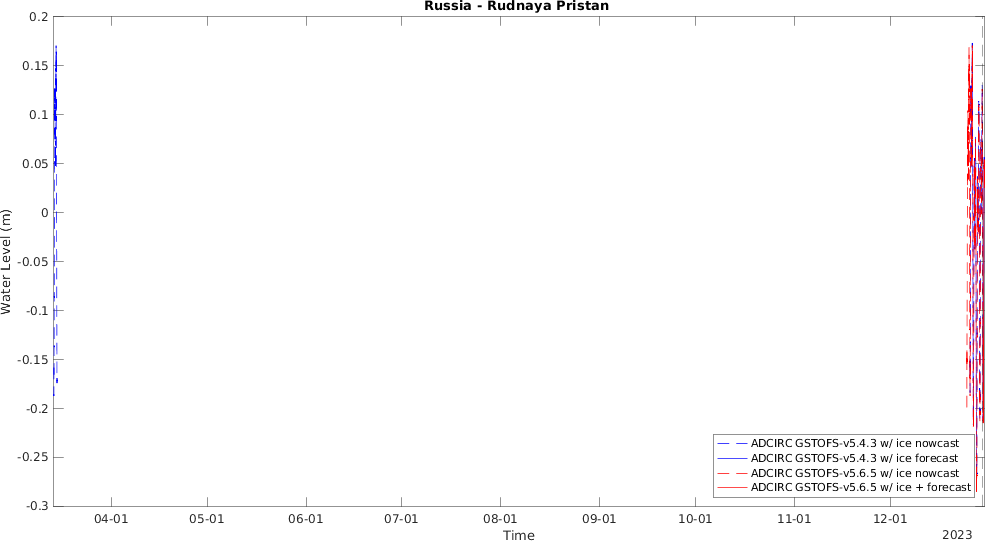 Russia - Rudnaya Pristan
0.2
0.15
0.1
0.05
0
-0.05
-0.1
-0.15
-0.2
-0.25
-0.3
Water Level (m)
ADCIRC GSTOFS-v5.4.3 w/ ice nowcast
ADCIRC GSTOFS-v5.4.3 w/ ice forecast
ADCIRC GSTOFS-v5.6.5 w/ ice nowcast
ADCIRC GSTOFS-v5.6.5 w/ ice + forecast
04-01 05-01 06-01 07-01 08-01 09-01 10-01 11-01 12-01
2023
Time